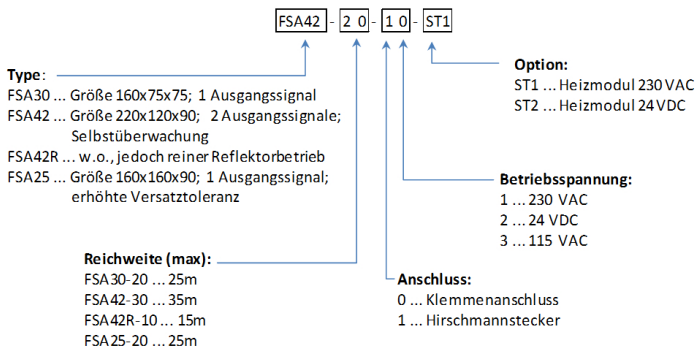 FSA42 - 2 0 - 1 0 - ST1
Type:
FSA30 ... Größe 160x75x75; 1 Ausgangssignal
FSA42 ... Größe 220x120x90; 2 Ausgangssignale;
Selbstüberwachung
FSA42R ... w.o., jedoch reiner Reflektorbetrieb
FSA25 ... Größe 160x160x90; 1 Ausgangssignal;
erhöhte Versatztoleranz
Option:
ST1 ... Heizmodul 230 VAC
ST2 ... Heizmodul 24 VDC
Betriebsspannung:
1 ... 230 VAC
2 ... 24 VDC
3 ... 115 VAC
Reichweite (max):
FSA30-20 ... 25m
FSA42-30 ... 35m
FSA42R-10 ... 15m
FSA25-20 ... 25m
Anschluss:
0 ... Klemmenanschluss
1 ... Hirschmannstecker